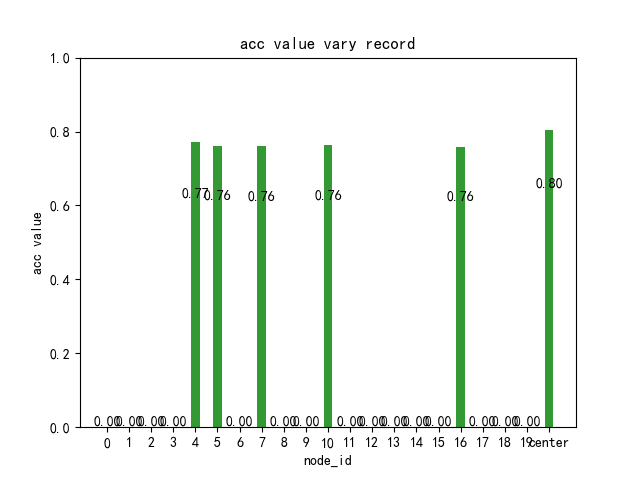 acc value vary record
1.0
0.8
0.6
0.4
0.2
0.0
acc value
0.77 0.76 0.76 0.76 0.76 0.80
0.00 0.00 0.00 0.00 0.00 0.00 0.00 0.00 0.00 0.00 0.00 0.00 0.00 0.00 0.00
0 1 2 3 4 5 6 7 8 9 10 11 12 13 14 15 16 17 18 19 center
node_id